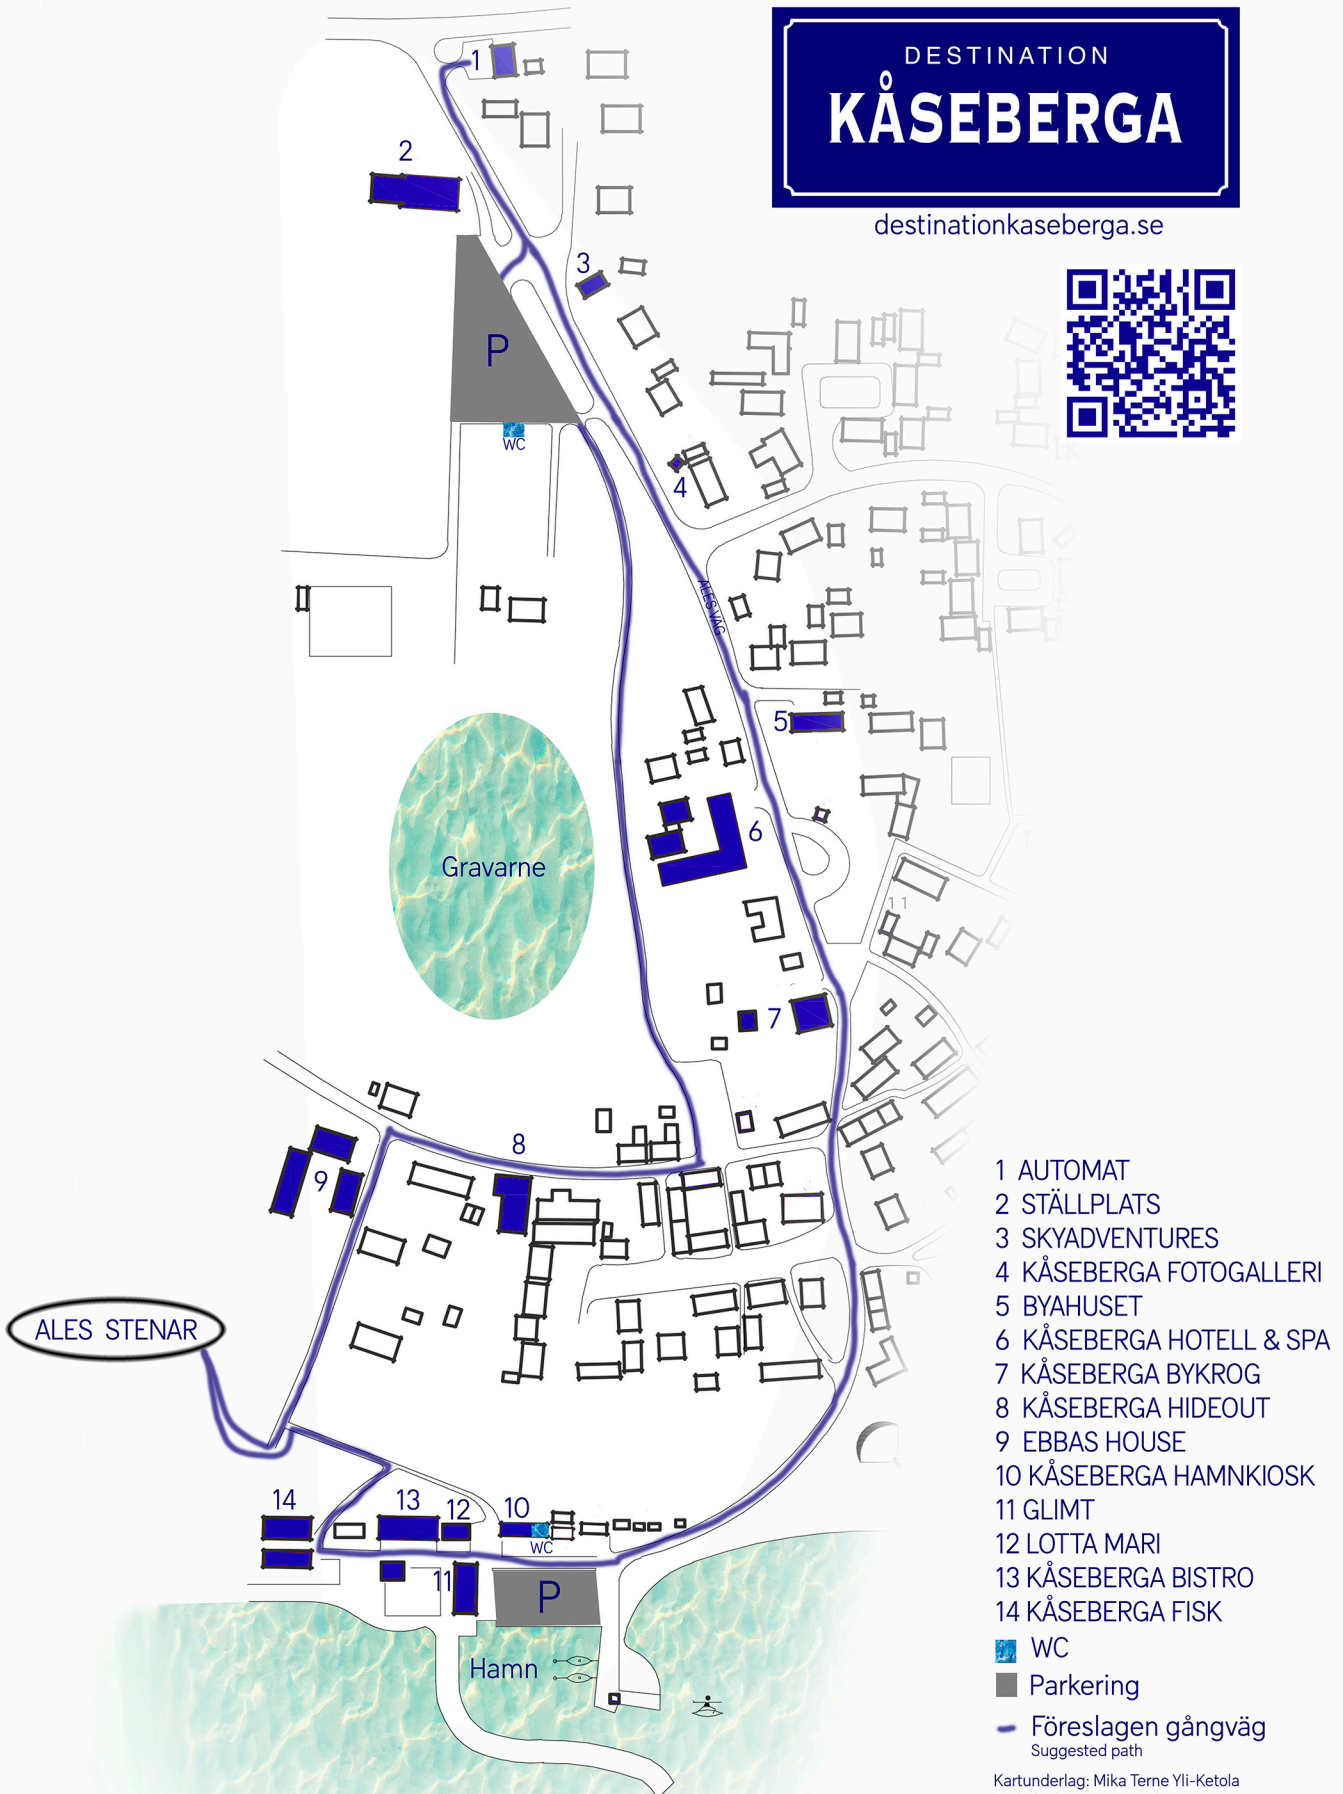 DESTINATION
KÅSEBERGA
destinationkaseberga.se
1
2
3
P
WC
4
ALES VÄG
5
6
Gravarne
7
11
8
9
ALES STENAR
14
13
12
10
WC
11
P
Hamn
1 AUTOMAT
2 STÄLLPLATS
3 SKYADVENTURES
4 KÅSEBERGA FOTOGALLERI
5 BYAHUSET
6 KÅSEBERGA HOTELL & SPA
7 KÅSEBERGA BYKROG
8 KÅSEBERGA HIDEOUT
9 EBBAS HOUSE
10 KÅSEBERGA HAMNKIOSK
11 GLIMT
12 LOTTA MARI
13 KÅSEBERGA BISTRO
14 KÅSEBERGA FISK
WC
Parkering
Föreslagen gångväg
Suggested path
Kartunderlag: Mika Terne Yli-Ketola